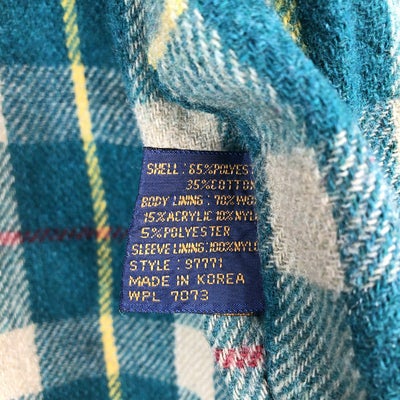 SHELL: 65%POLYEST
35%COTTON
BODY LINING: 70%WO
15%ACRYLIC 10%NYL
5%POLYESTER
SLEEVE LINING: 100%NYL
STYLE: 97771
MADE IN KOREA
WPL 7073